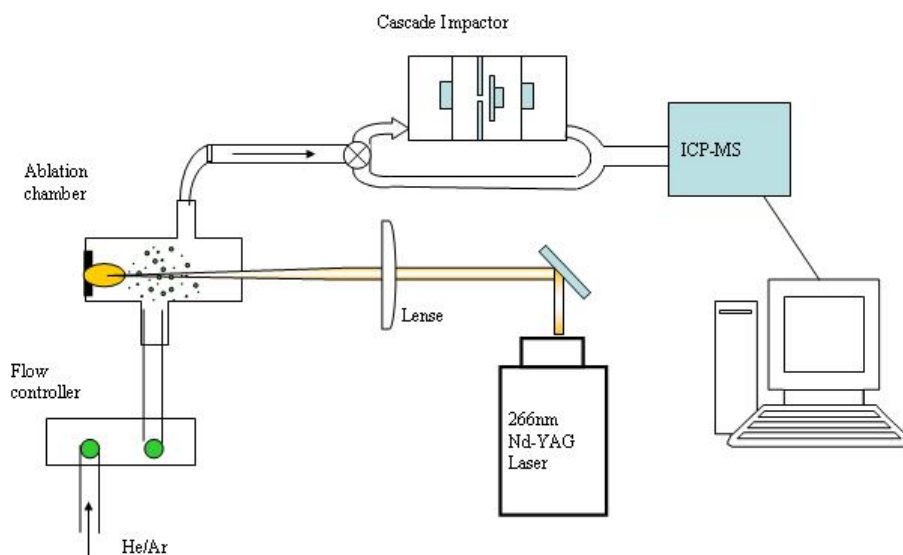 Cascade Impactor
ICP-MS
Ablation
chamber
Lense
Flow
controller
266nm
Nd-YAG
Laser
He/Ar